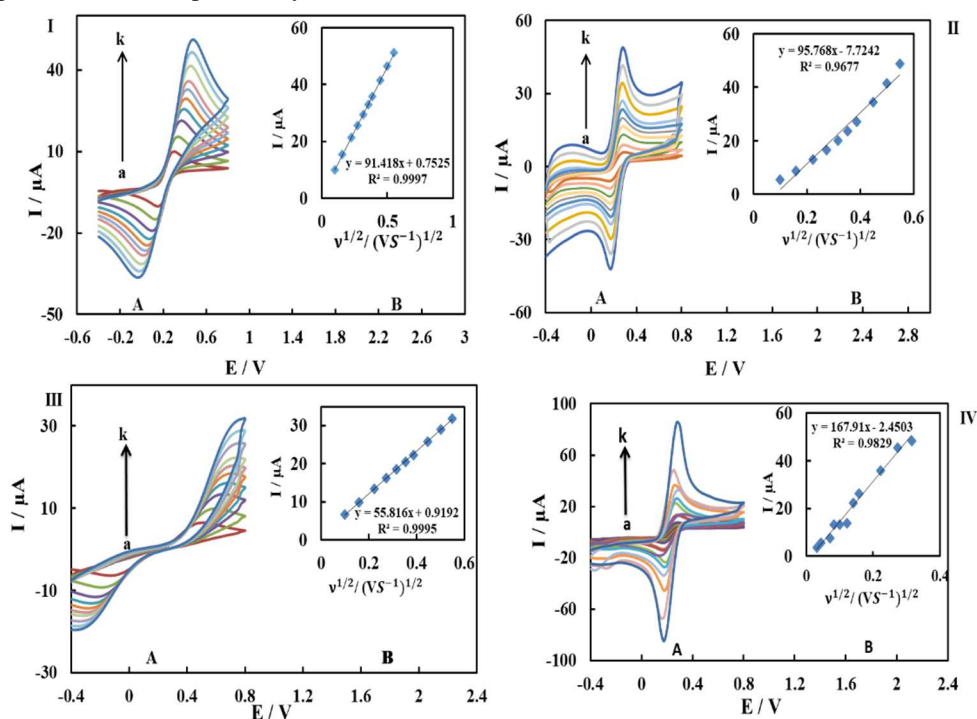 I
k
a
I / µA
40
10
-20
-50
-0.6
-0.2
0.2
0.6
1
1.4
1.8
2.2
2.6
3
E / V
A
B
I / µA
60
40
20
0
0
0.5
1
y = 91.418x + 0.7525
R² = 0.9997
ν^1/2 / (VS⁻¹)^1/2
II
k
a
I / µA
60
30
0
-30
-60
-0.4
0
0.4
0.8
1.2
1.6
2
2.4
2.8
E / V
A
B
I / µA
60
40
20
0
0
0.2
0.4
0.6
y = 95.768x - 7.7242
R² = 0.9677
ν^1/2 / (VS⁻¹)^1/2
III
k
a
I / µA
30
10
-10
-30
-0.4
0
0.4
0.8
1.2
1.6
2
2.4
E / V
A
B
I / µA
30
20
10
0
0
0.2
0.4
0.6
y = 55.816x + 0.9192
R² = 0.9995
ν^1/2 / (VS⁻¹)^1/2
IV
k
a
I / µA
100
60
20
-20
-60
-100
-0.4
0
0.4
0.8
1.2
1.6
2
2.4
E / V
A
B
I / µA
60
40
20
0
0
0.2
0.4
y = 167.91x - 2.4503
R² = 0.9829
ν^1/2 / (VS⁻¹)^1/2